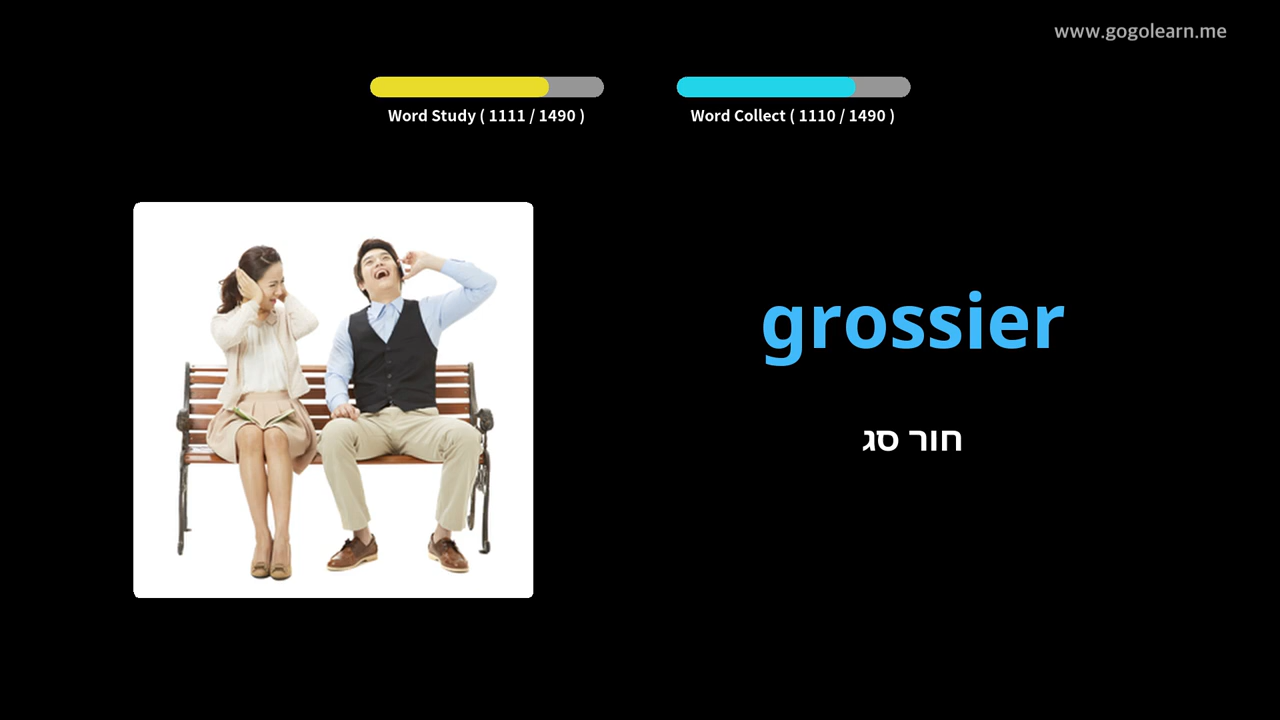 www.gogolearn.me
Word Study ( 1111 / 1490 )
Word Collect ( 1110 / 1490 )
grossier
חור סג